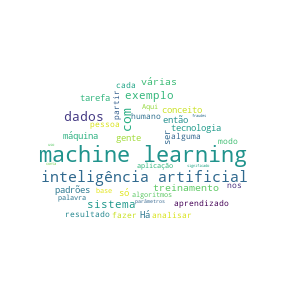 cada várias
tarefa exemplo
partir Aqui
dados com humano conceito
então
pessoa tecnologia
máquina gente ser alguma
modo
machine learning
inteligência artificial
aplicação
padrões treinamento nos
base só
palavra algoritmos
sistema parâmetros aprendizado
resultado fazer Há analisar